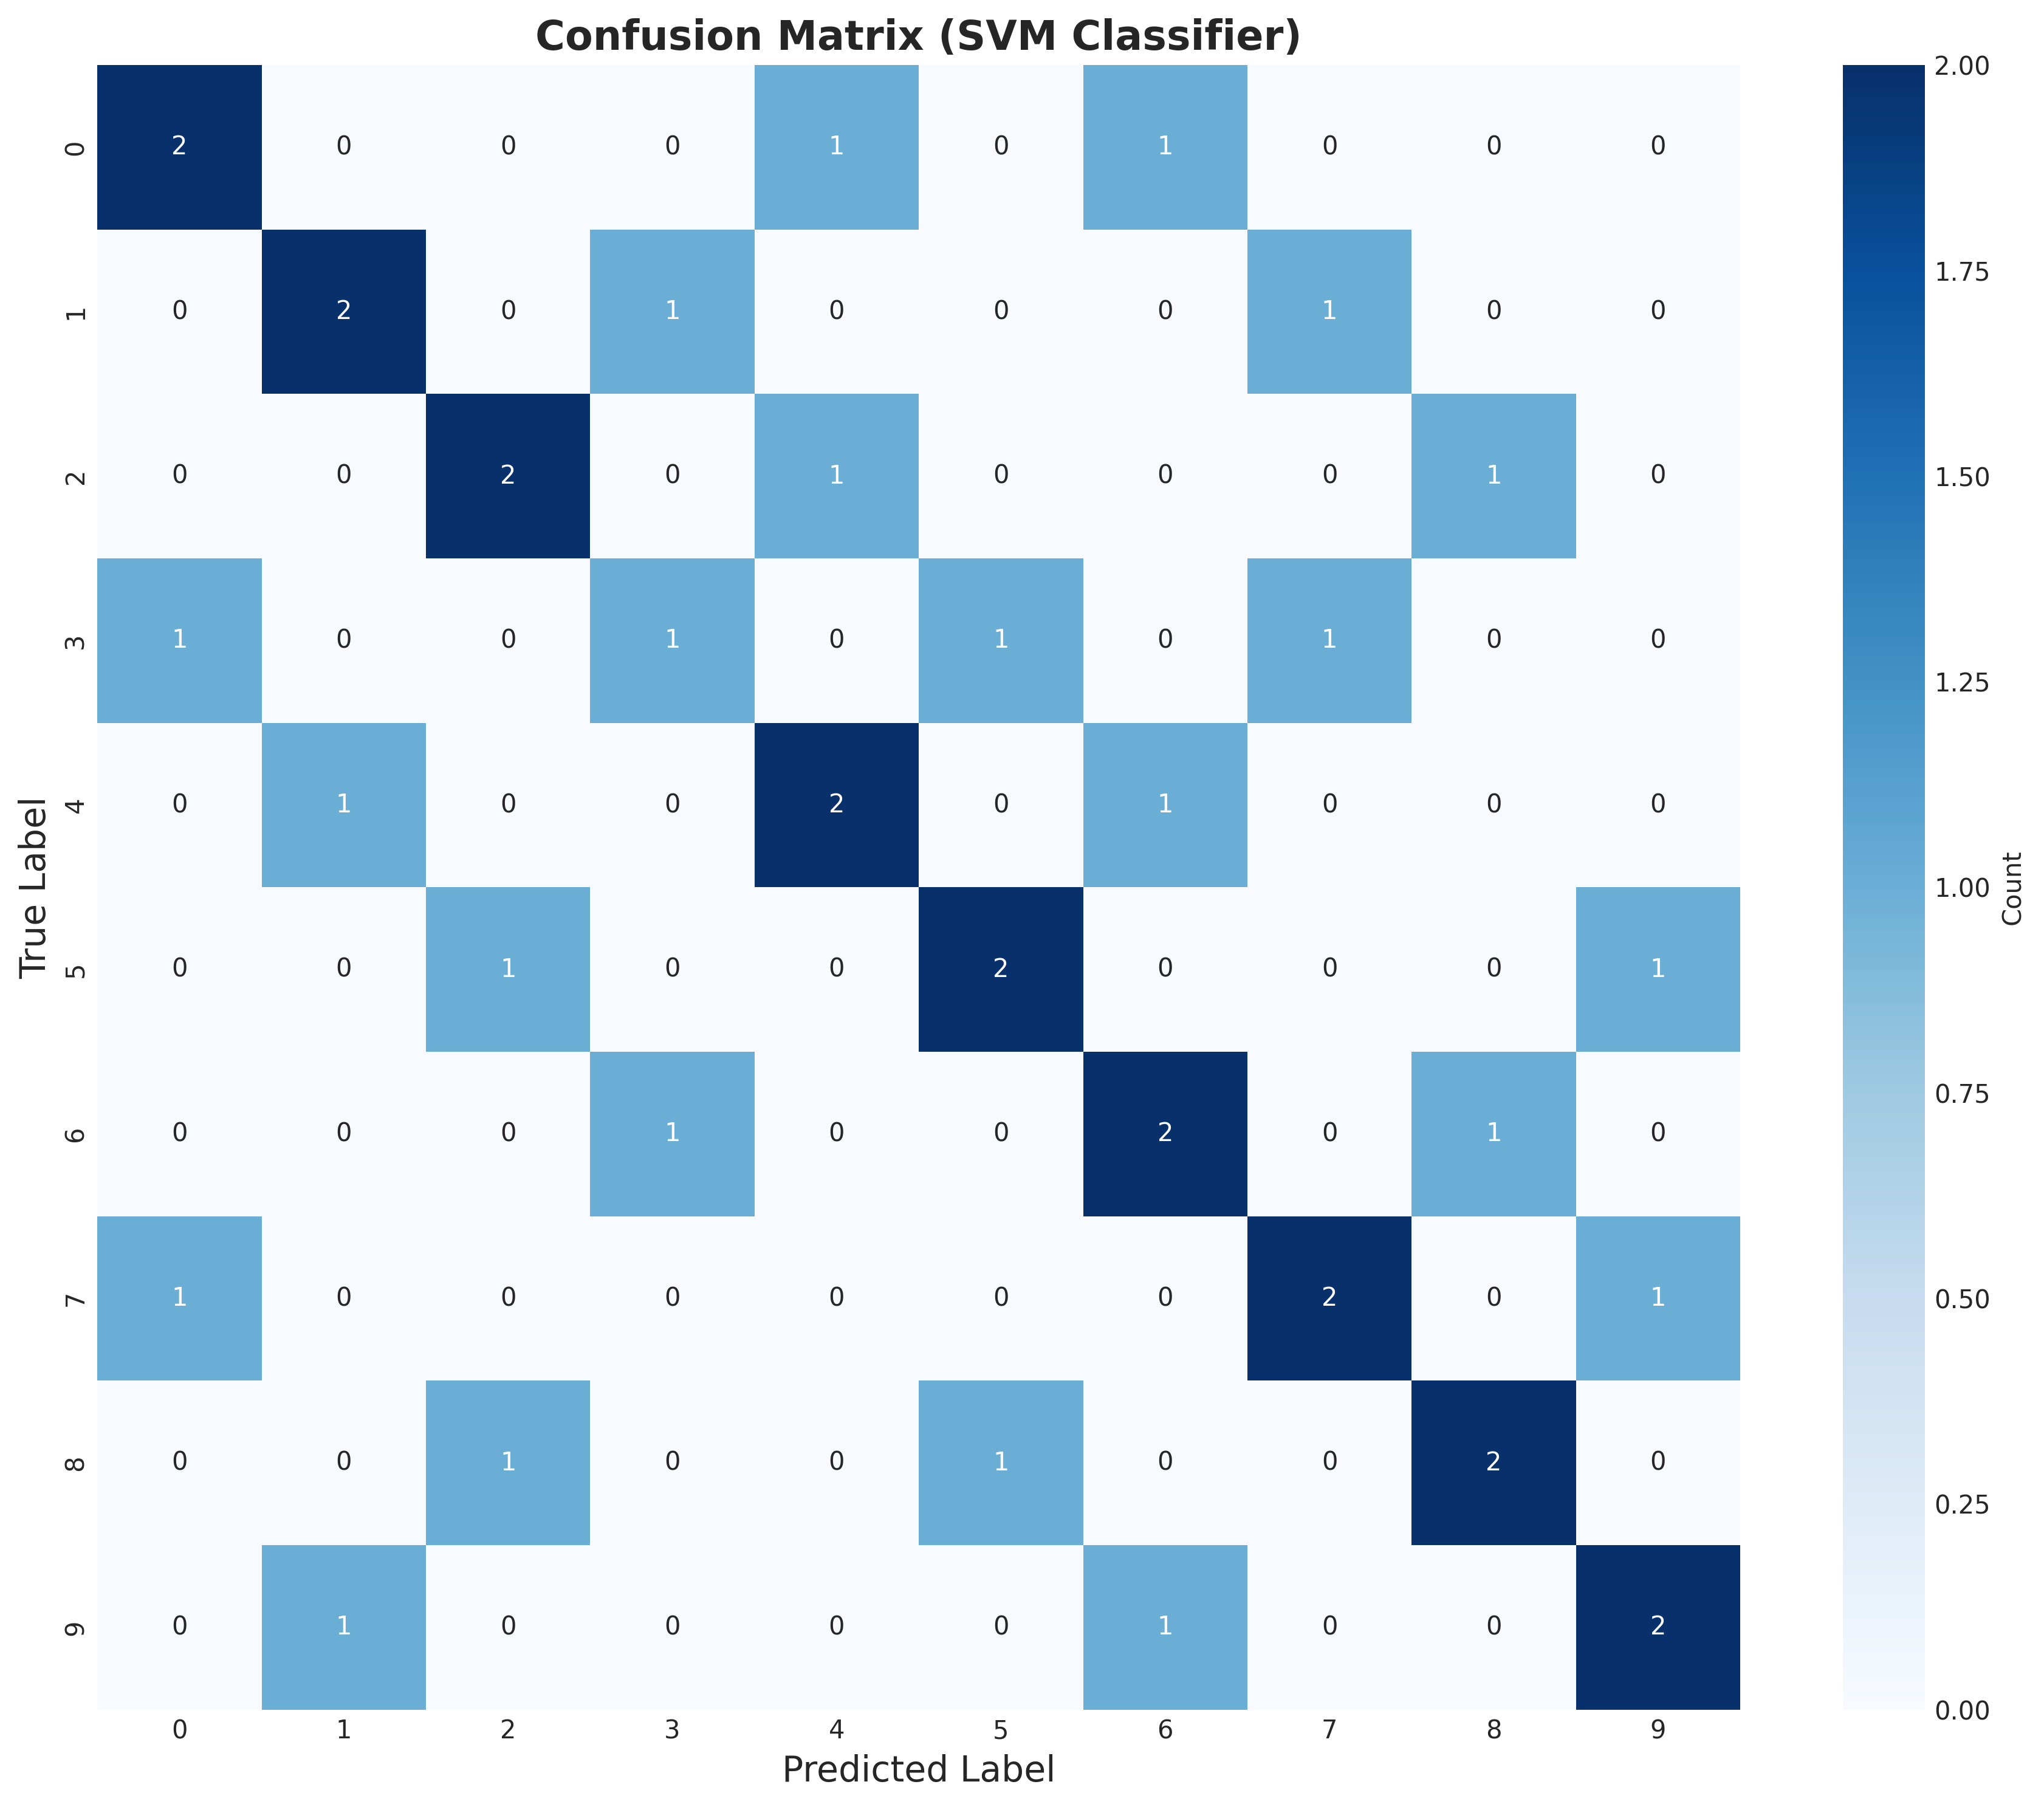 Confusion Matrix (SVM Classifier)
True Label
0 2 0 0 0 1 0 1 0 0 0
1 0 2 0 1 0 0 0 1 0 0
2 0 0 2 0 1 0 0 0 1 0
3 1 0 0 1 0 1 0 1 0 0
4 0 1 0 0 2 0 1 0 0 0
5 0 0 1 0 0 2 0 0 0 1
6 0 0 0 1 0 0 2 0 1 0
7 1 0 0 0 0 0 0 2 0 1
8 0 0 1 0 0 1 0 0 2 0
9 0 1 0 0 0 0 1 0 0 2
0 1 2 3 4 5 6 7 8 9
Predicted Label
2.00
1.75
1.50
1.25
1.00
0.75
0.50
0.25
0.00
Count